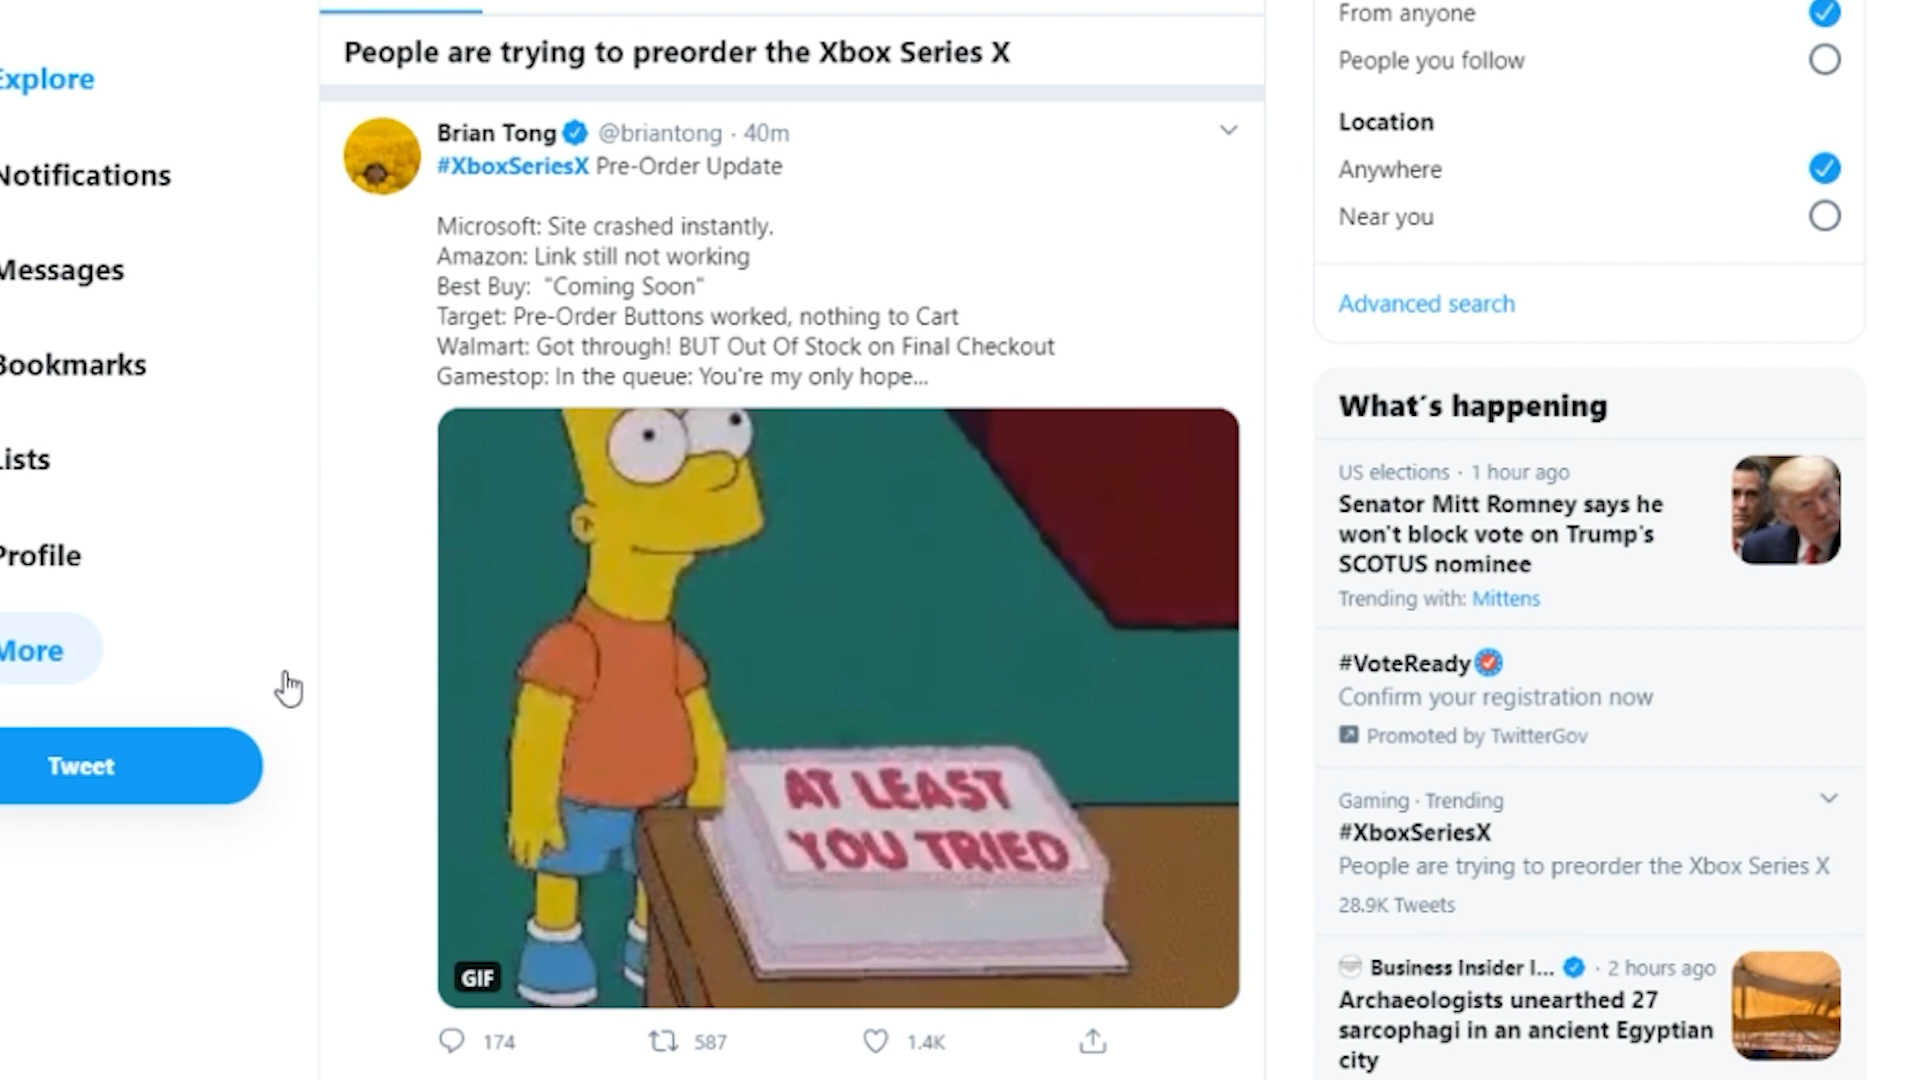 Explore
Notifications
Messages
Bookmarks
Lists
Profile
More
Tweet
People are trying to preorder the Xbox Series X
Brian Tong @briantong · 40m
#XboxSeriesX Pre-Order Update
Microsoft: Site crashed instantly.
Amazon: Link still not working
Best Buy: "Coming Soon"
Target: Pre-Order Buttons worked, nothing to Cart
Walmart: Got through! BUT Out Of Stock on Final Checkout
Gamestop: In the queue: You're my only hope...
AT LEAST
YOU TRIED
GIF
174 587 1.4K
From anyone
People you follow
Location
Anywhere
Near you
Advanced search
What's happening
US elections · 1 hour ago
Senator Mitt Romney says he
won't block vote on Trump's
SCOTUS nominee
Trending with: Mittens
#VoteReady
Confirm your registration now
Promoted by TwitterGov
Gaming · Trending
#XboxSeriesX
People are trying to preorder the Xbox Series X
28.9K Tweets
Business Insider I... · 2 hours ago
Archaeologists unearthed 27
sarcophagi in an ancient Egyptian
city